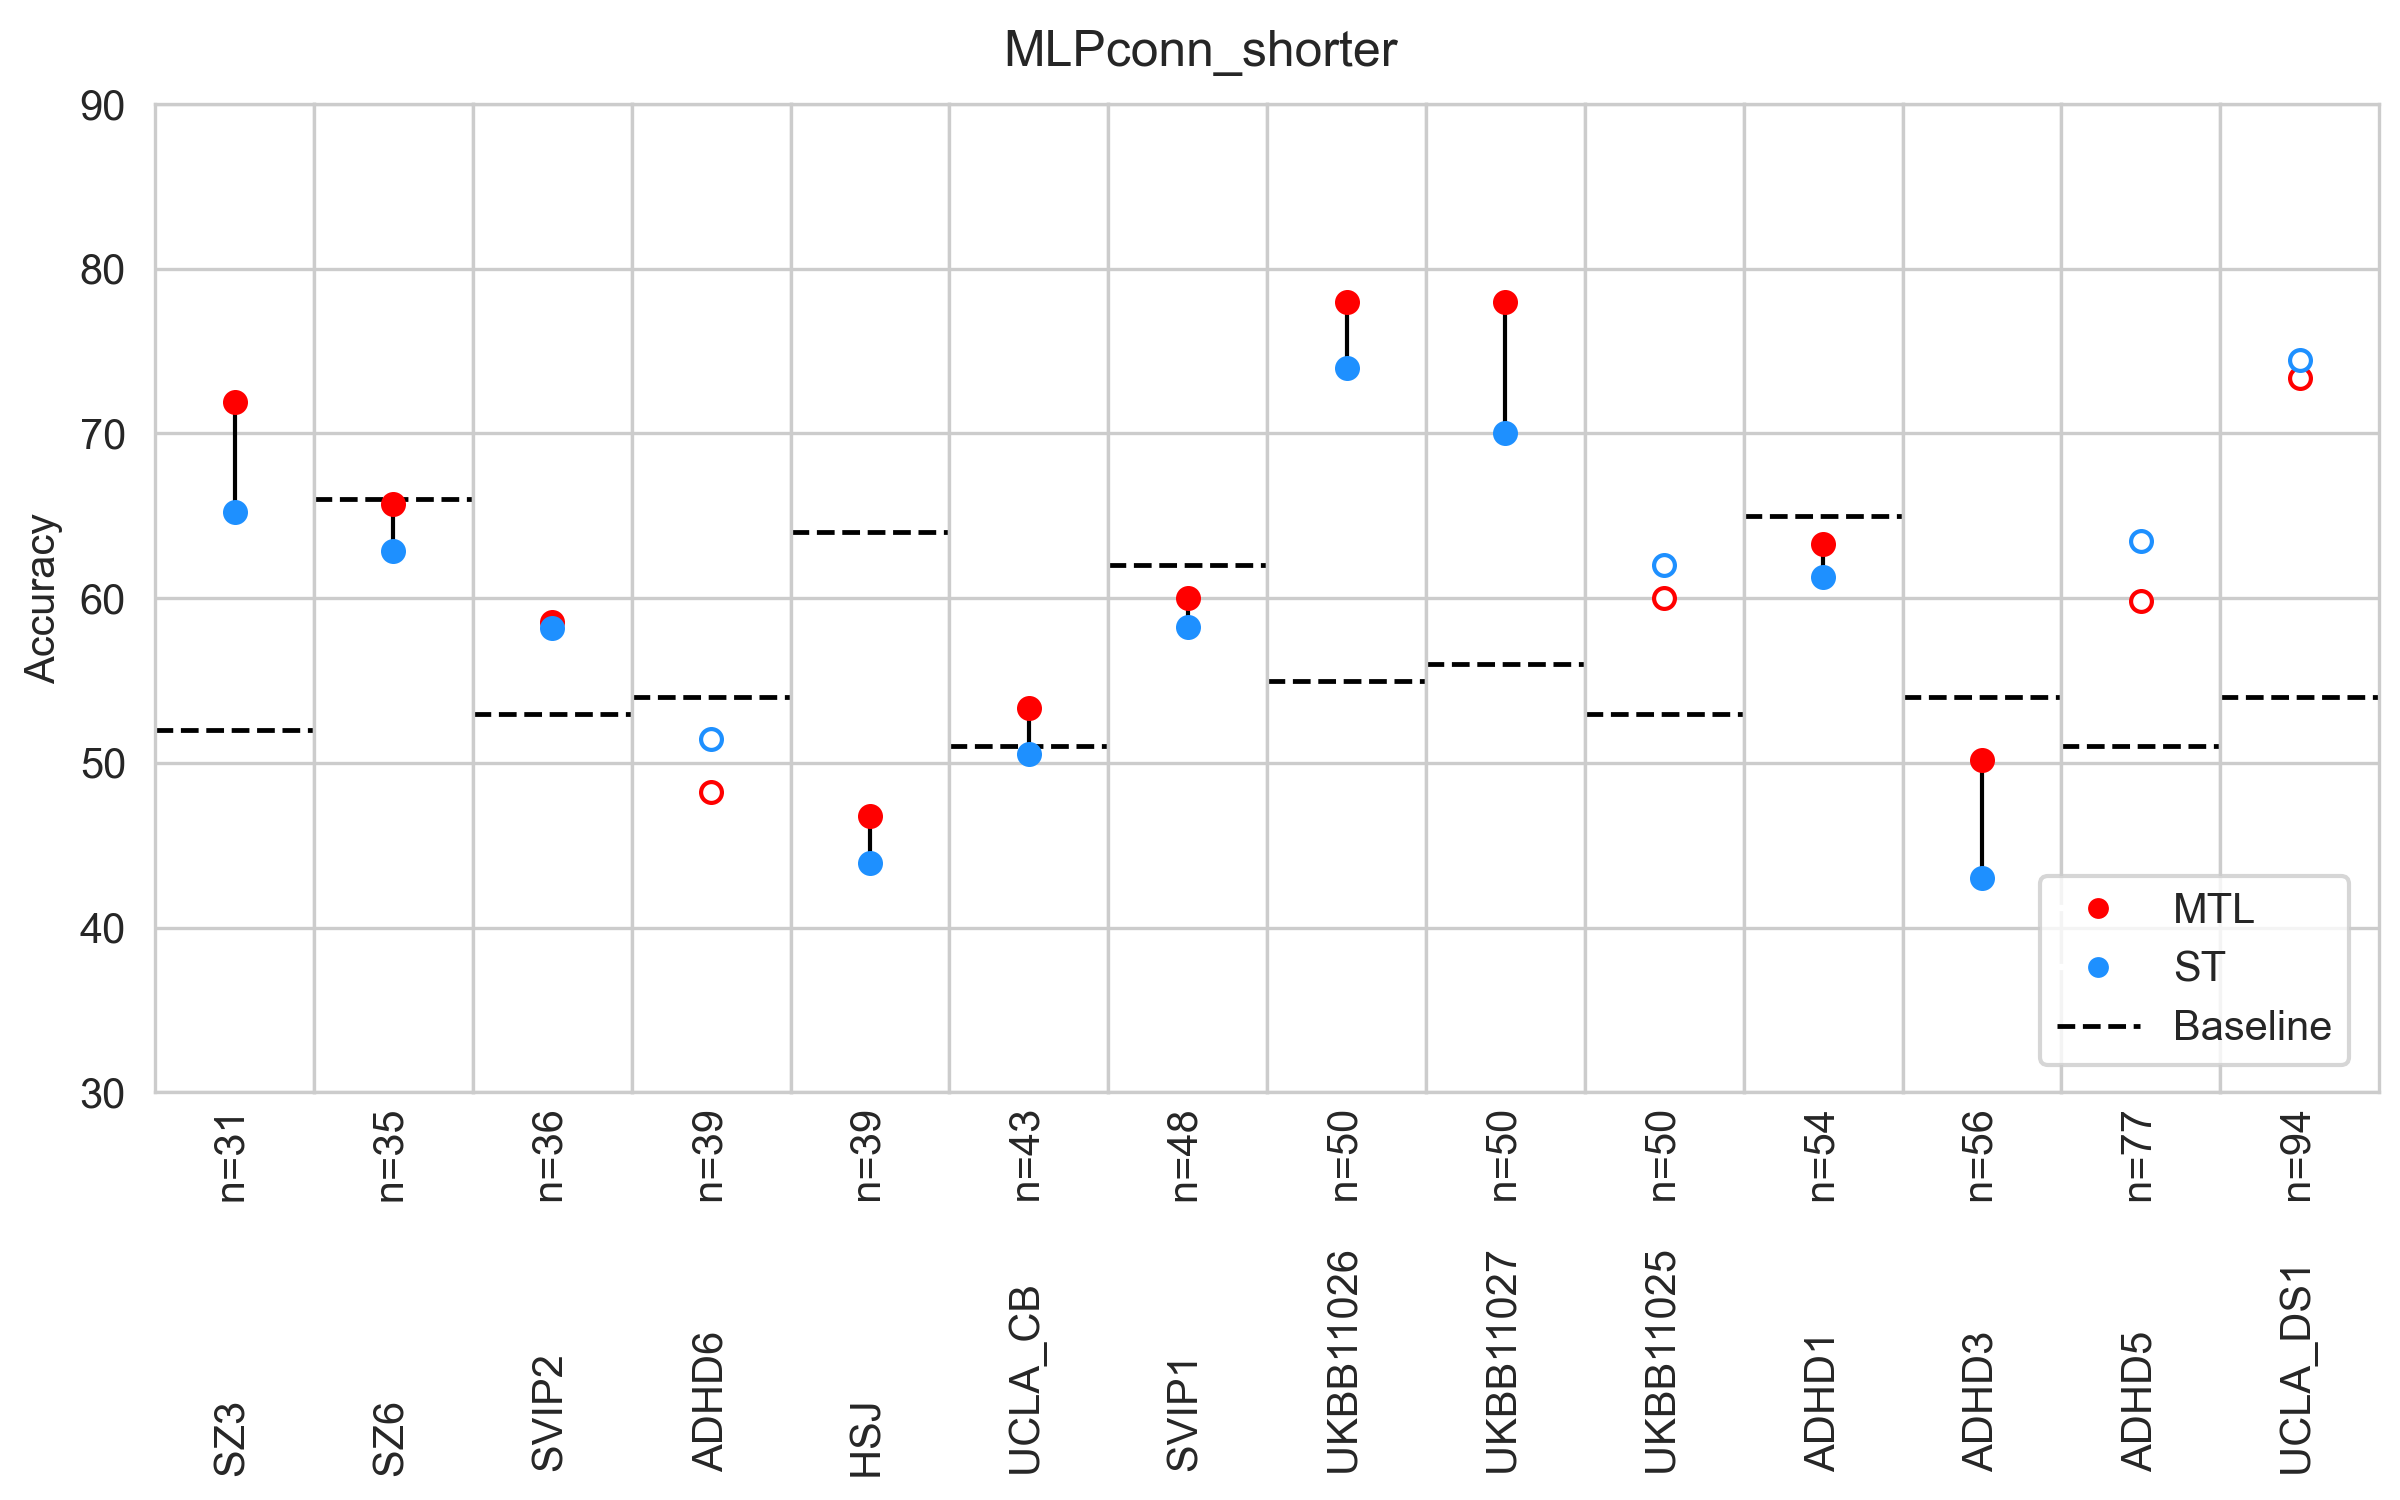 MLPconn_shorter
Accuracy
90
80
70
60
50
40
30
n=31
n=35
n=36
n=39
n=39
n=43
n=48
n=50
n=50
n=50
n=54
n=56
n=77
n=94
SZ3
SZ6
SVIP2
ADHD6
HSJ
UCLA_CB
SVIP1
UKBB11026
UKBB11027
UKBB11025
ADHD1
ADHD3
ADHD5
UCLA_DS1
MTL
ST
Baseline